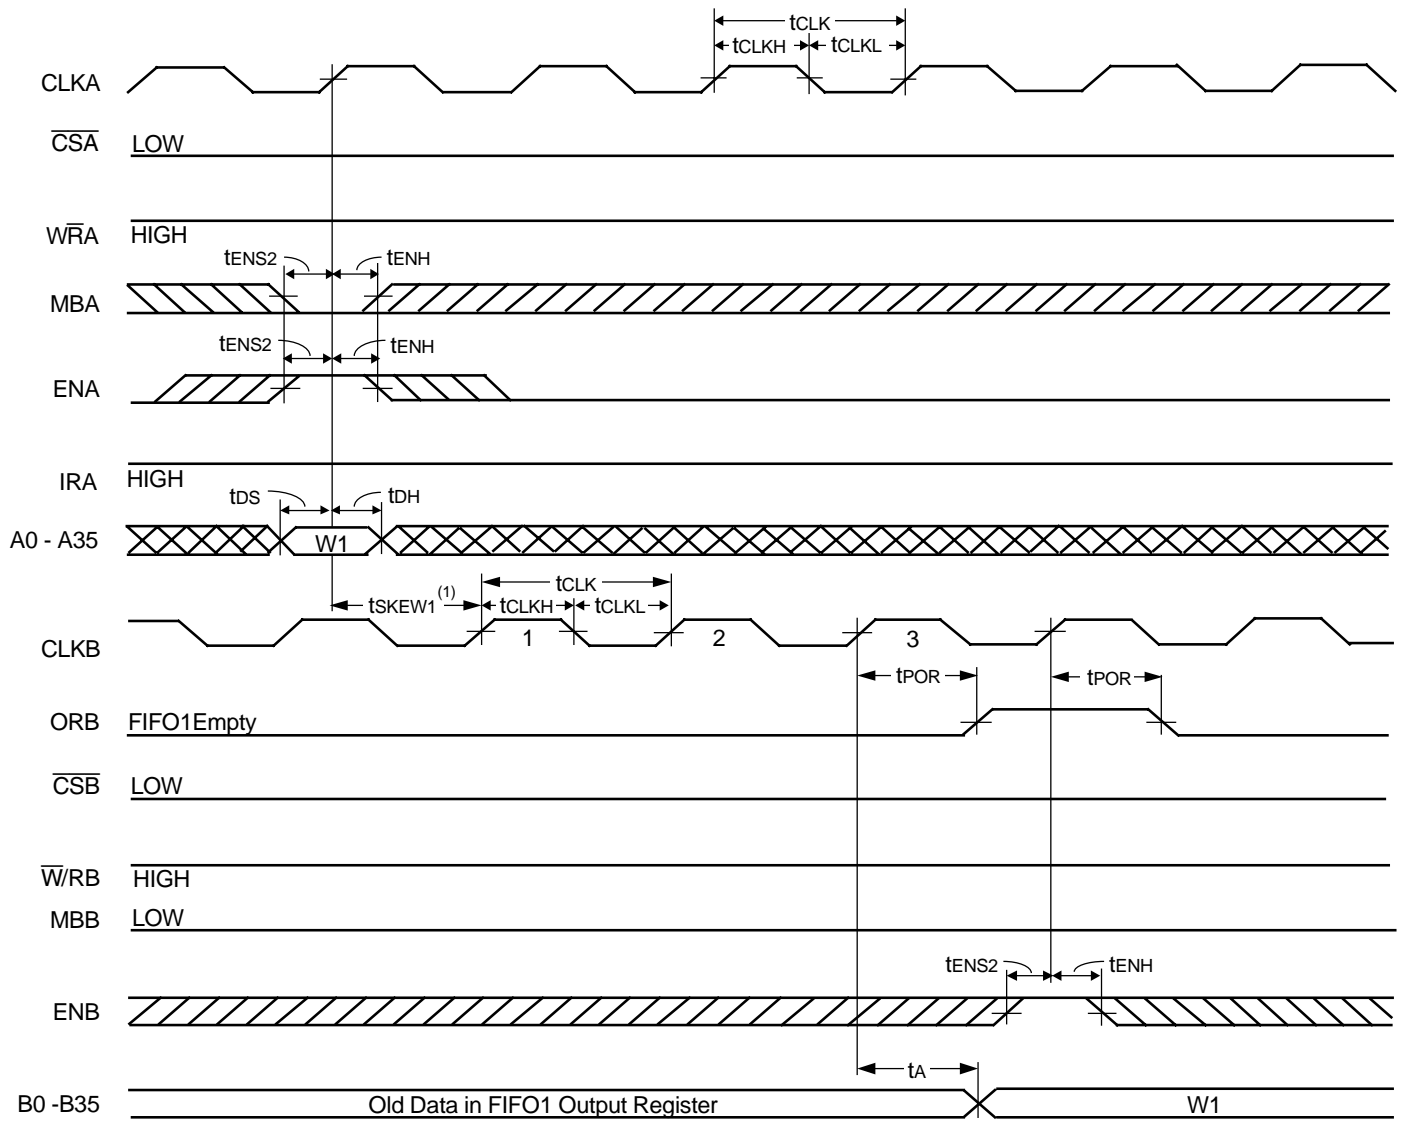 tCLK
tCLKH tCLKL
CLKA
CSA LOW
WRA HIGH
tENS2 tENH
MBA
tENS2 tENH
ENA
IRA HIGH
tDS tDH
A0 - A35 W1
tCLK
tSKEW1 (1) tCLKH tCLKL
CLKB 1 2 3
tPOR tPOR
ORB FIFO1Empty
CSB LOW
W/RB HIGH
MBB LOW
tENS2 tENH
ENB
tA
B0 -B35 Old Data in FIFO1 Output Register W1